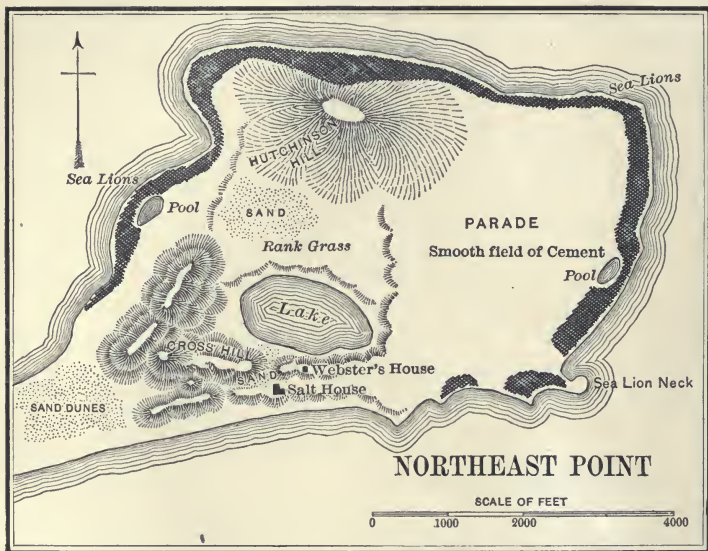 Sea Lions
HUTCHINSON
HILL
Sea Lions
Pool
SAND
PARADE
Rank Grass
Smooth field of Cement
Pool
Lake
CROSS HILL
Webster's House
SAND
Salt House
Sea Lion Neck
SAND DUNES
NORTHEAST POINT
SCALE OF FEET
0 1000 2000 4000